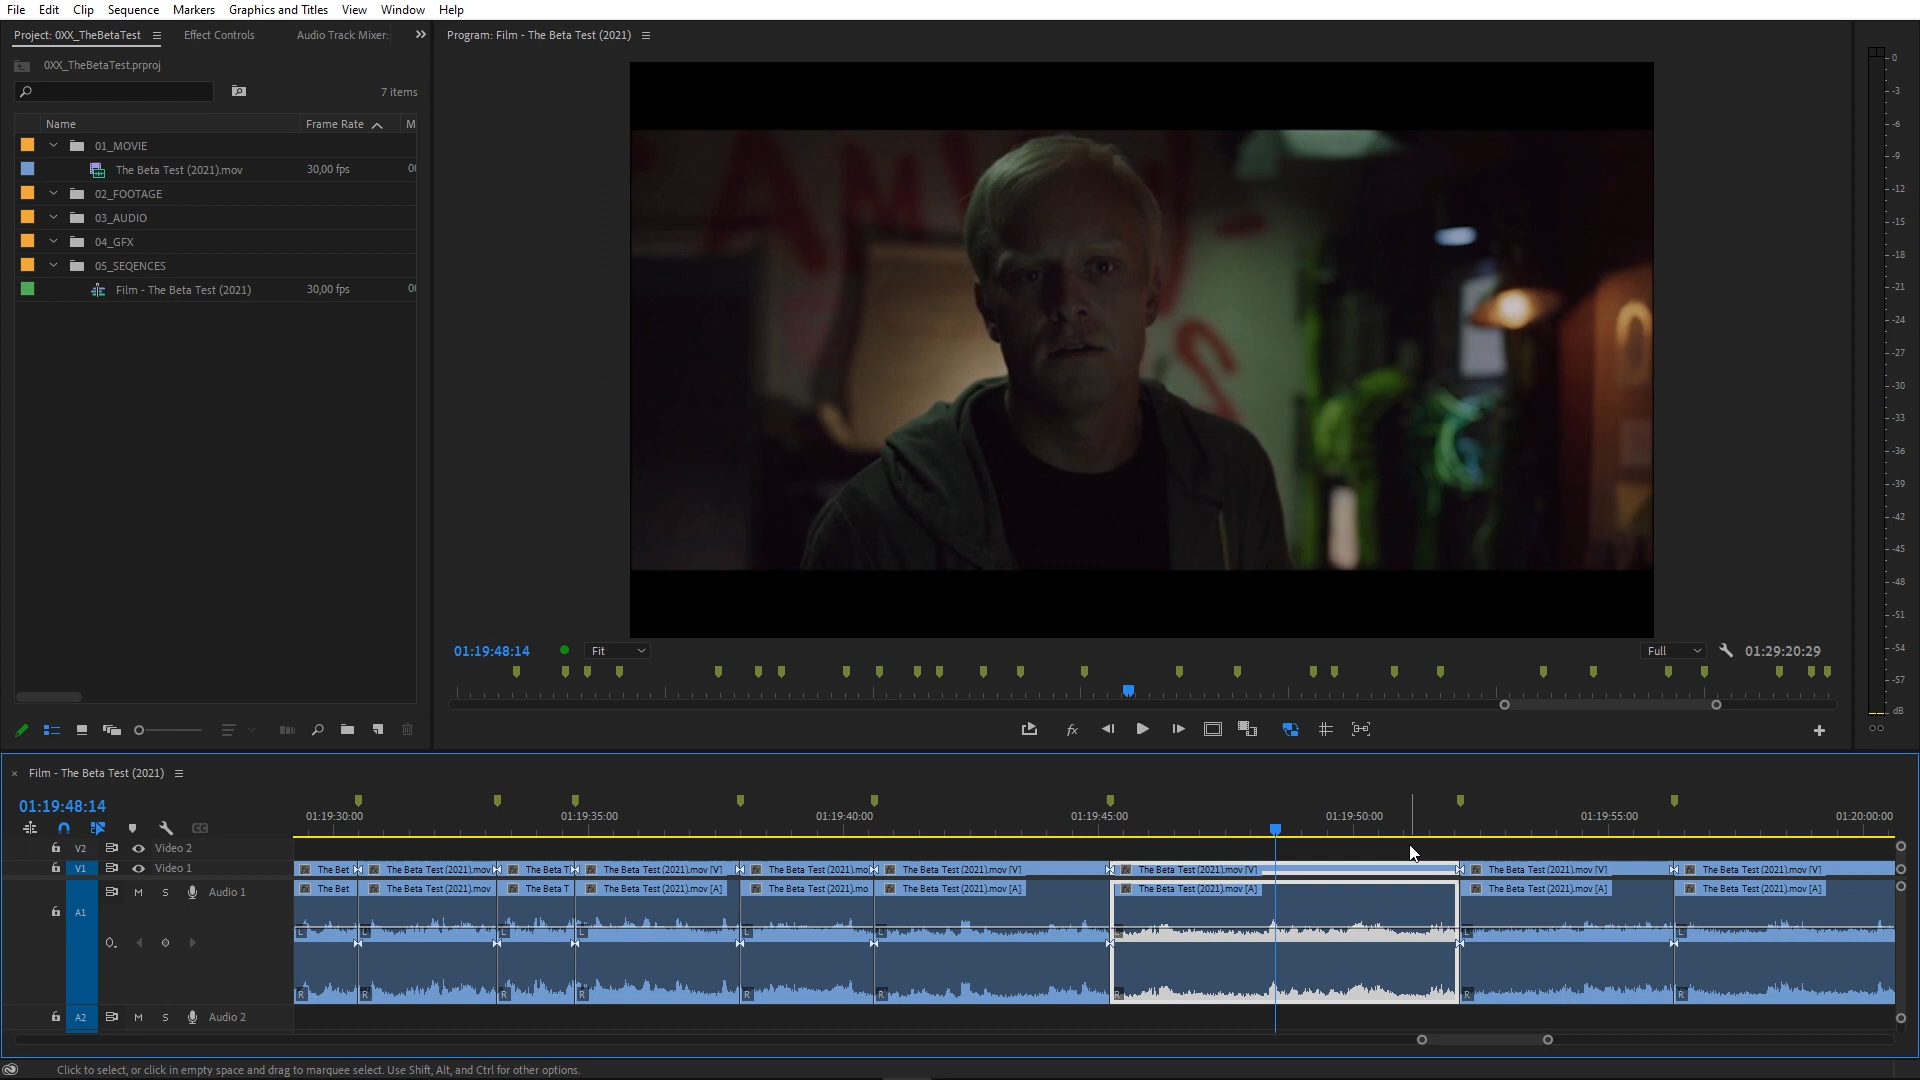 File Edit Clip Sequence Markers Graphics and Titles View Window Help
Project: 0XX_TheBetaTest Effect Controls Audio Track Mixer: Program: Film - The Beta Test (2021)
0XX_TheBetaTest.prproj
7 items
Name Frame Rate M
01_MOVIE
The Beta Test (2021).mov 30,00 fps 00
02_FOOTAGE
03_AUDIO
04_GFX
05_SEQENCES
Film - The Beta Test (2021) 30,00 fps 00
0
-3
-6
-9
-12
-15
-18
-21
-24
-27
-30
-33
-36
-39
-42
-45
-48
-51
-54
-57
dB
01:19:48:14 Fit Full 01:29:20:29
fx
Film - The Beta Test (2021)
01:19:48:14
01:19:30:00 01:19:35:00 01:19:40:00 01:19:45:00 01:19:50:00 01:19:55:00 01:20:00:00
V2 Video 2
V1 Video 1 The Bet The Beta Test (2021).mov The Beta T The Beta Test (2021).mov [V] The Beta Test (2021).mo The Beta Test (2021).mov [V] The Beta Test (2021).mov [V] The Beta Test (2021).mov [V] The Beta Test (2021).mov [V]
M S Audio 1 The Bet The Beta Test (2021).mov The Beta T The Beta Test (2021).mov [A] The Beta Test (2021).mo The Beta Test (2021).mov [A] The Beta Test (2021).mov [A] The Beta Test (2021).mov [A] The Beta Test (2021).mov [A]
A1
L L L L L L L L L
R R R R R R R R R
A2 M S Audio 2
Click to select, or click in empty space and drag to marquee select. Use Shift, Alt, and Ctrl for other options.